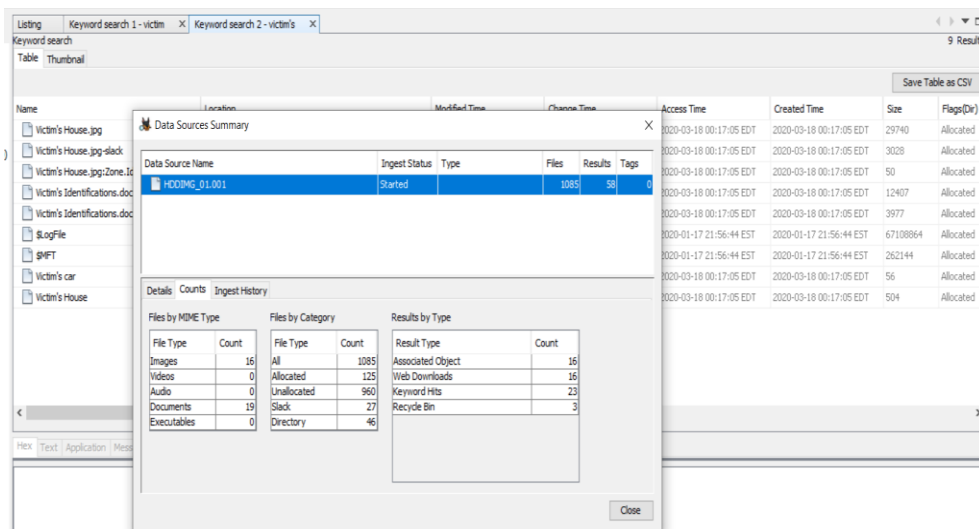 Listing Keyword search 1 - victim X Keyword search 2 - victim's X
Keyword search 9 Result
Table Thumbnail
Save Table as CSV
Name Location Modified Time Change Time Access Time Created Time Size Flags(Dir)
Victim's House.jpg 2020-03-18 00:17:05 EDT 2020-03-18 00:17:05 EDT 29740 Allocated
Victim's House.jpg-slack 2020-03-18 00:17:05 EDT 2020-03-18 00:17:05 EDT 3028 Allocated
Victim's House.jpg:Zone.Id 2020-03-18 00:17:05 EDT 2020-03-18 00:17:05 EDT 50 Allocated
Victim's Identifications.doc 2020-03-18 00:17:05 EDT 2020-03-18 00:17:05 EDT 12407 Allocated
Victim's Identifications.doc 2020-03-18 00:17:05 EDT 2020-03-18 00:17:05 EDT 3977 Allocated
$LogFile 2020-01-17 21:56:44 EST 2020-01-17 21:56:44 EST 67108864 Allocated
$MFT 2020-01-17 21:56:44 EST 2020-01-17 21:56:44 EST 262144 Allocated
Victim's car 2020-03-18 00:17:05 EDT 2020-03-18 00:17:05 EDT 56 Allocated
Victim's House 2020-03-18 00:17:05 EDT 2020-03-18 00:17:05 EDT 504 Allocated
Data Sources Summary
Data Source Name Ingest Status Type Files Results Tags
HDDIMG_01.001 Started 1085 58 0
Details Counts Ingest History
Files by MIME Type Files by Category Results by Type
File Type Count File Type Count Result Type Count
Images 16 All 1085 Associated Object 16
Videos 0 Allocated 125 Web Downloads 16
Audio 0 Unallocated 960 Keyword Hits 23
Documents 19 Slack 27 Recycle Bin 3
Executables 0 Directory 46
Hex Text Application Mess
Close